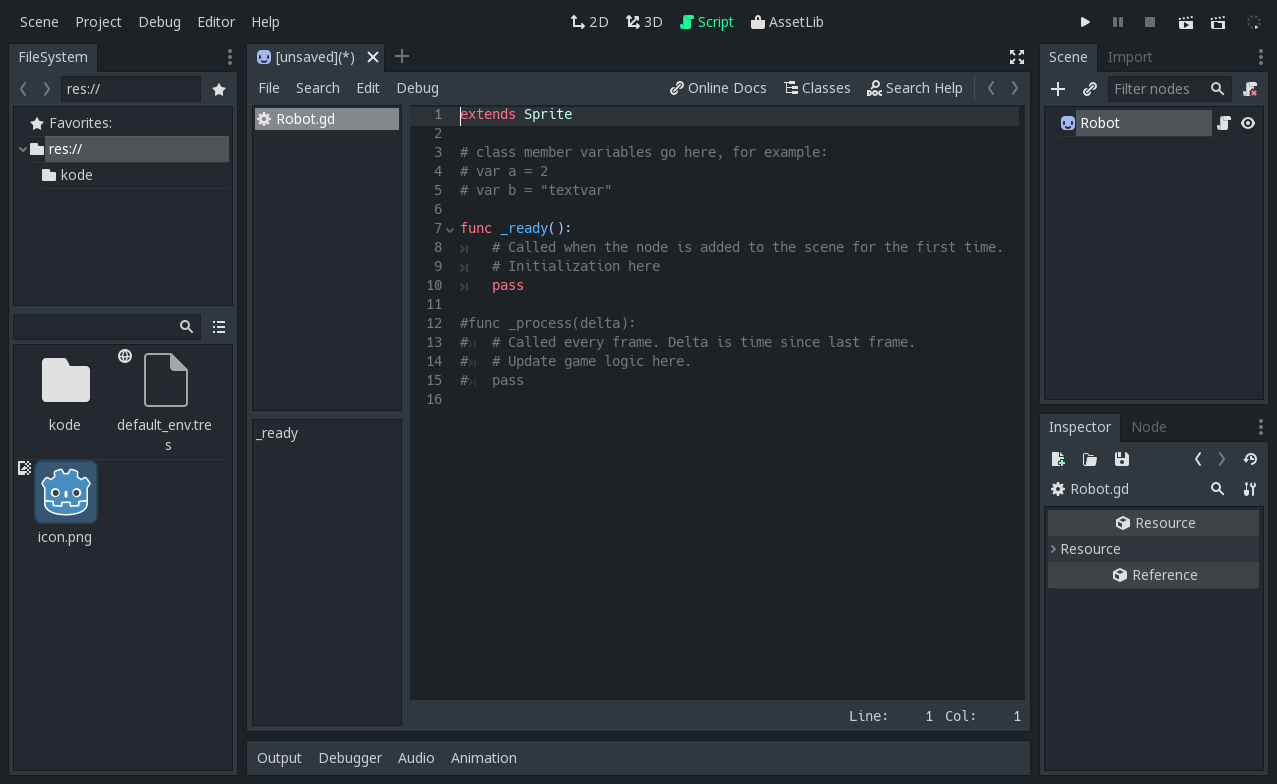 Scene Project Debug Editor Help 2D 3D Script AssetLib
FileSystem
res://
Favorites:
res://
kode
kode
default_env.tre
s
icon.png
[unsaved](*)
File Search Edit Debug Online Docs Classes Search Help
Robot.gd
_ready
1 extends Sprite
2
3 # class member variables go here, for example:
4 # var a = 2
5 # var b = "textvar"
6
7 func _ready():
8 # Called when the node is added to the scene for the first time.
9 # Initialization here
10 pass
11
12 #func _process(delta):
13 # # Called every frame. Delta is time since last frame.
14 # # Update game logic here.
15 # pass
16
Line: 1 Col: 1
Output Debugger Audio Animation
Scene Import
Filter nodes
Robot
Inspector Node
Robot.gd
Resource
Resource
Reference